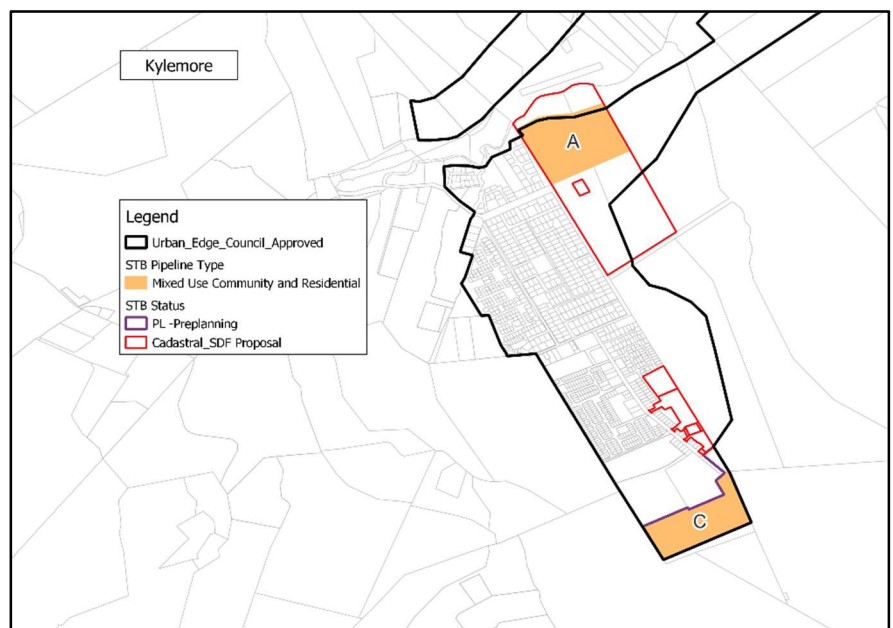 Kylemore
A
Legend
Urban_Edge_Council_Approved
STB Pipeline Type
Mixed Use Community and Residential
STB Status
PL -Preplanning
Cadastral_SDF Proposal
C